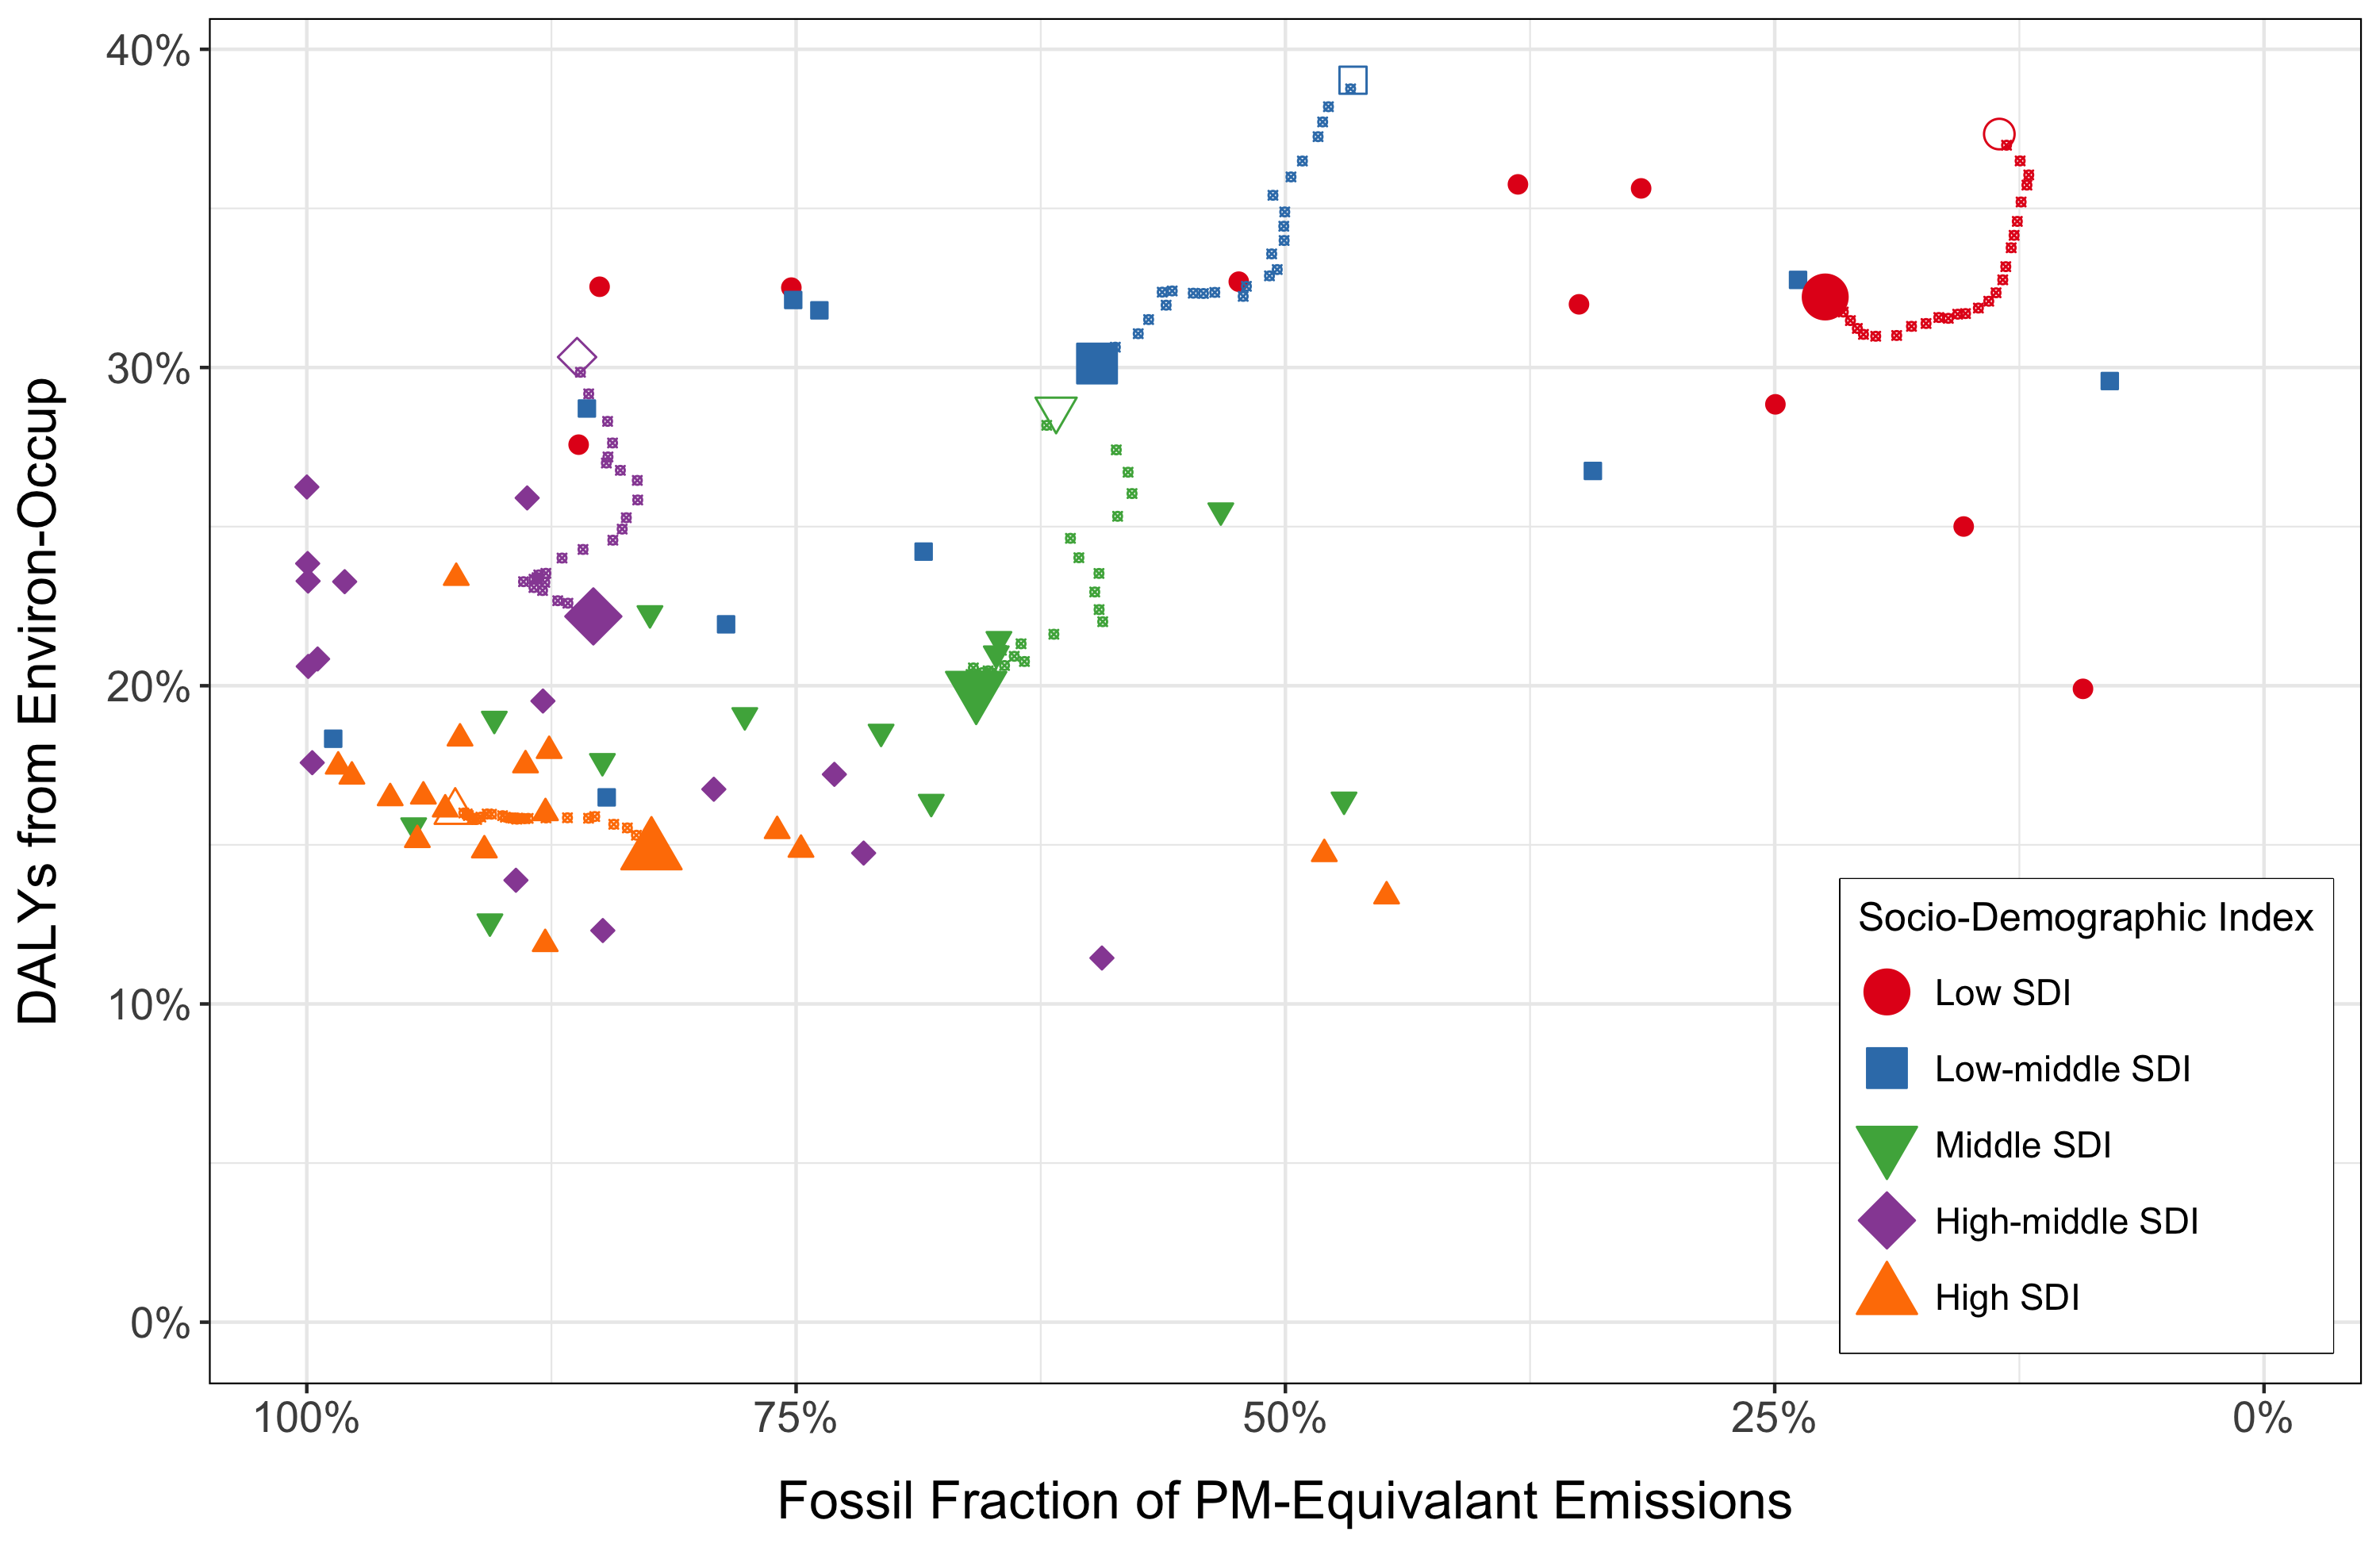 DALYs from Environ-Occup
40%
30%
20%
10%
0%
100%
75%
50%
25%
0%
Fossil Fraction of PM-Equivalant Emissions
Socio-Demographic Index
Low SDI
Low-middle SDI
Middle SDI
High-middle SDI
High SDI